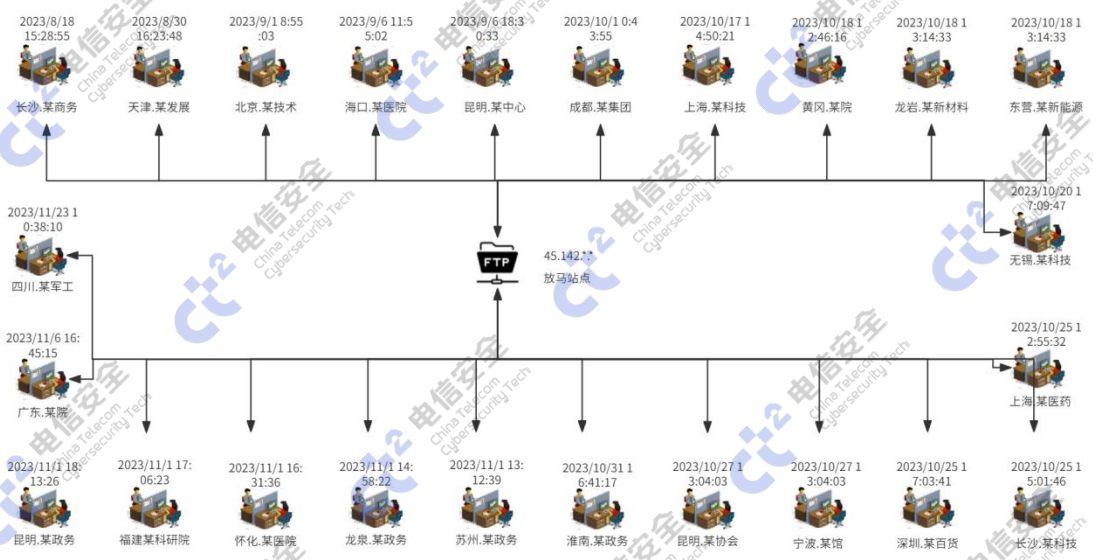 2023/8/18
15:28:55
长沙.某商务
2023/8/30
16:23:48
天津.某发展
2023/9/1 8:55
:03
北京.某技术
2023/9/6 11:5
5:02
海口.某医院
2023/9/6 18:3
0:33
昆明.某中心
2023/10/1 0:4
3:55
成都.某集团
2023/10/17 1
4:50:21
上海.某科技
2023/10/18 1
2:46:16
黄冈.某院
2023/10/18 1
3:14:33
龙岩.某新材料
2023/10/18 1
3:14:33
东营.某新能源
2023/10/20 1
7:09:47
无锡.某科技
2023/11/23 1
0:38:10
四川.某军工
FTP
45.142.*.*
放马站点
2023/11/6 16:
45:15
广东.某院
2023/10/25 1
2:55:32
上海.某医药
2023/11/1 18:
13:26
昆明.某政务
2023/11/1 17:
06:23
福建某科研院
2023/11/1 16:
31:36
怀化.某医院
2023/11/1 14:
58:22
龙泉.某政务
2023/11/1 13:
12:39
苏州.某政务
2023/10/31 1
6:41:17
淮南.某政务
2023/10/27 1
3:04:03
昆明.某协会
2023/10/27 1
3:04:03
宁波.某馆
2023/10/25 1
7:03:41
深圳.某百货
2023/10/25 1
5:01:46
长沙.某科技
电信安全
China Telecom
Cybersecurity Tech